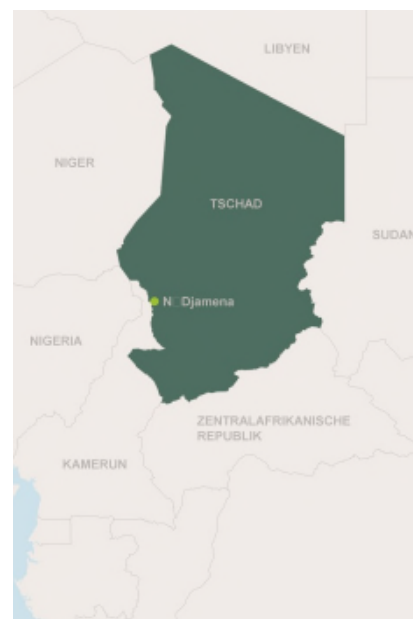 LIBYEN
NIGER
TSCHAD
SUDAN
N□Djamena
NIGERIA
ZENTRALAFRIKANISCHE
REPUBLIK
KAMERUN